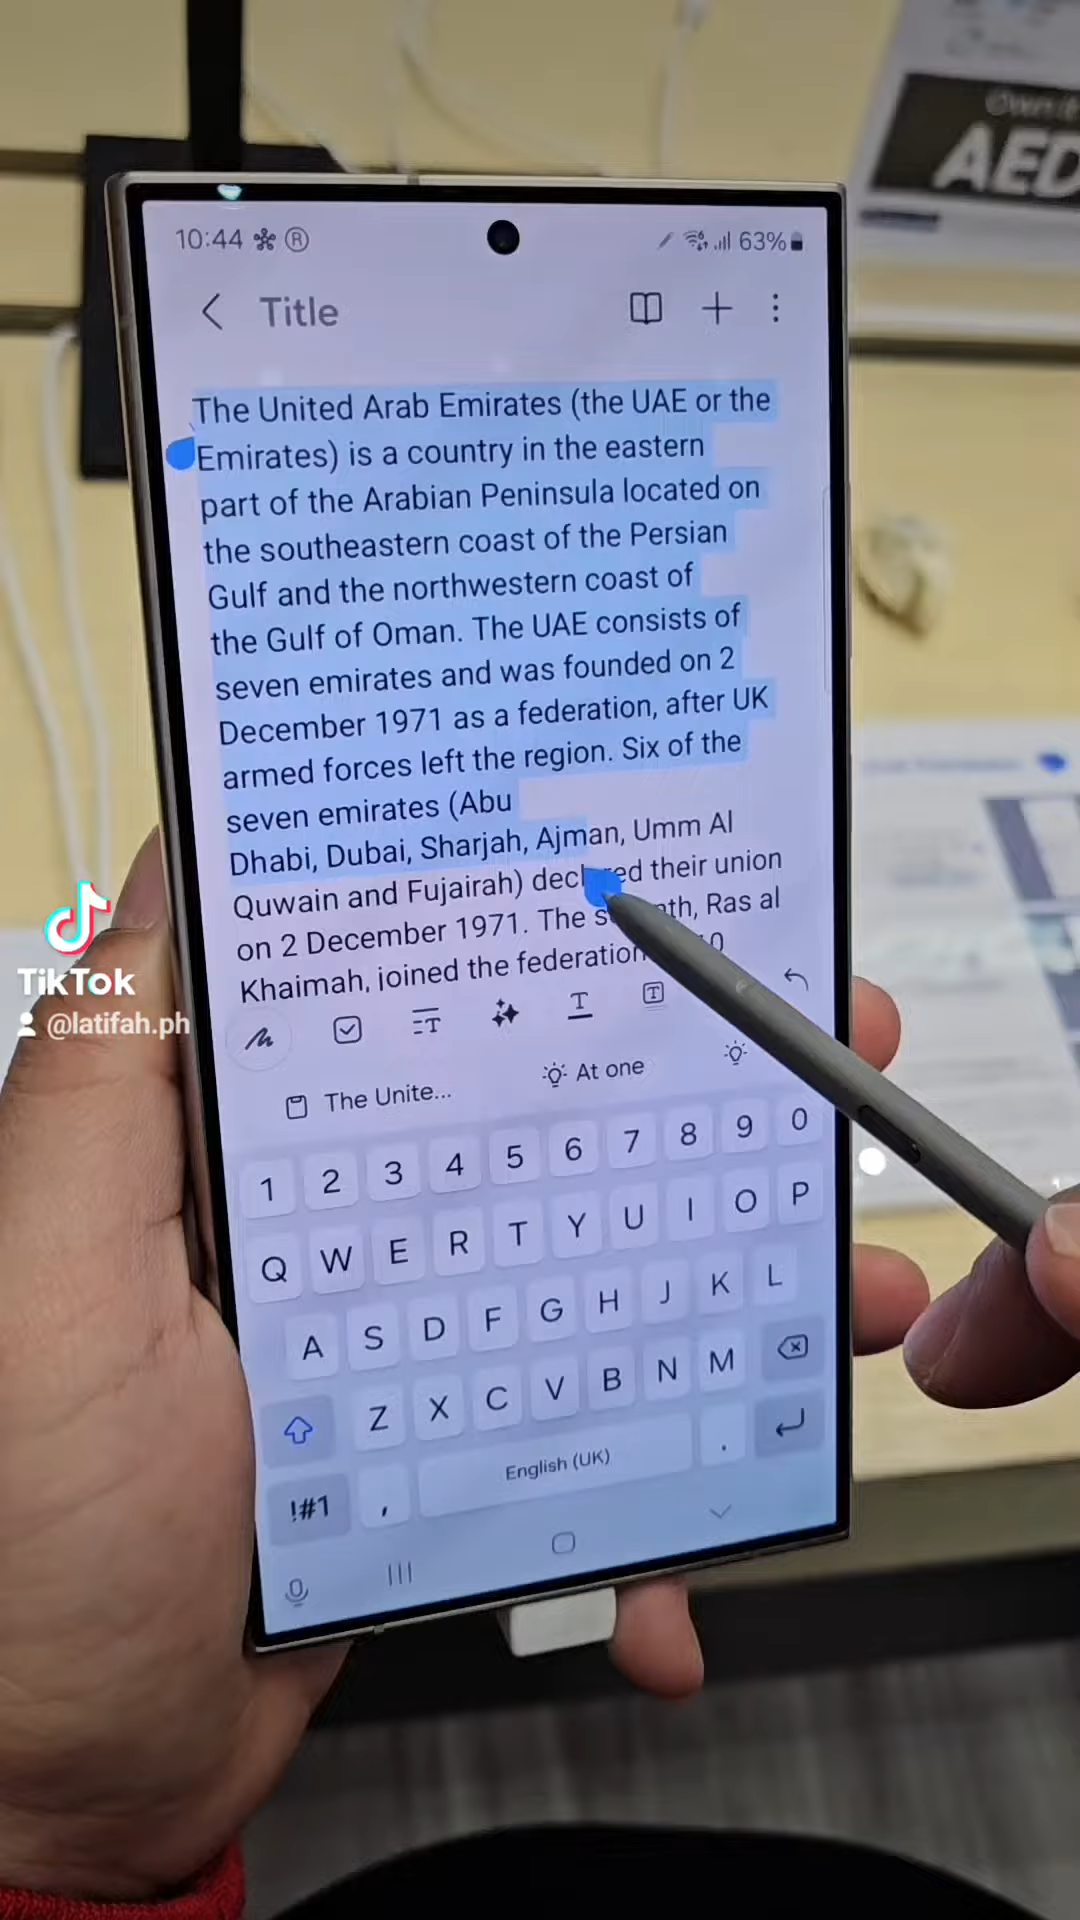 Own it
AED
10:44 ® 63%
Title
The United Arab Emirates (the UAE or the
Emirates) is a country in the eastern
part of the Arabian Peninsula located on
the southeastern coast of the Persian
Gulf and the northwestern coast of
the Gulf of Oman. The UAE consists of
seven emirates and was founded on 2
December 1971 as a federation, after UK
armed forces left the region. Six of the
seven emirates (Abu
Dhabi, Dubai, Sharjah, Ajman, Umm Al
Quwain and Fujairah) their union
on 2 December 1971. The Ras al
Khaimah, joined the federation
The Unite...
At one
1 2 3 4 5 6 7 8 9 0
Q W E R T Y U I O P
A S D F G H J K L
Z X C V B N M
!#1 , English (UK) .
TikTok
@latifah.ph